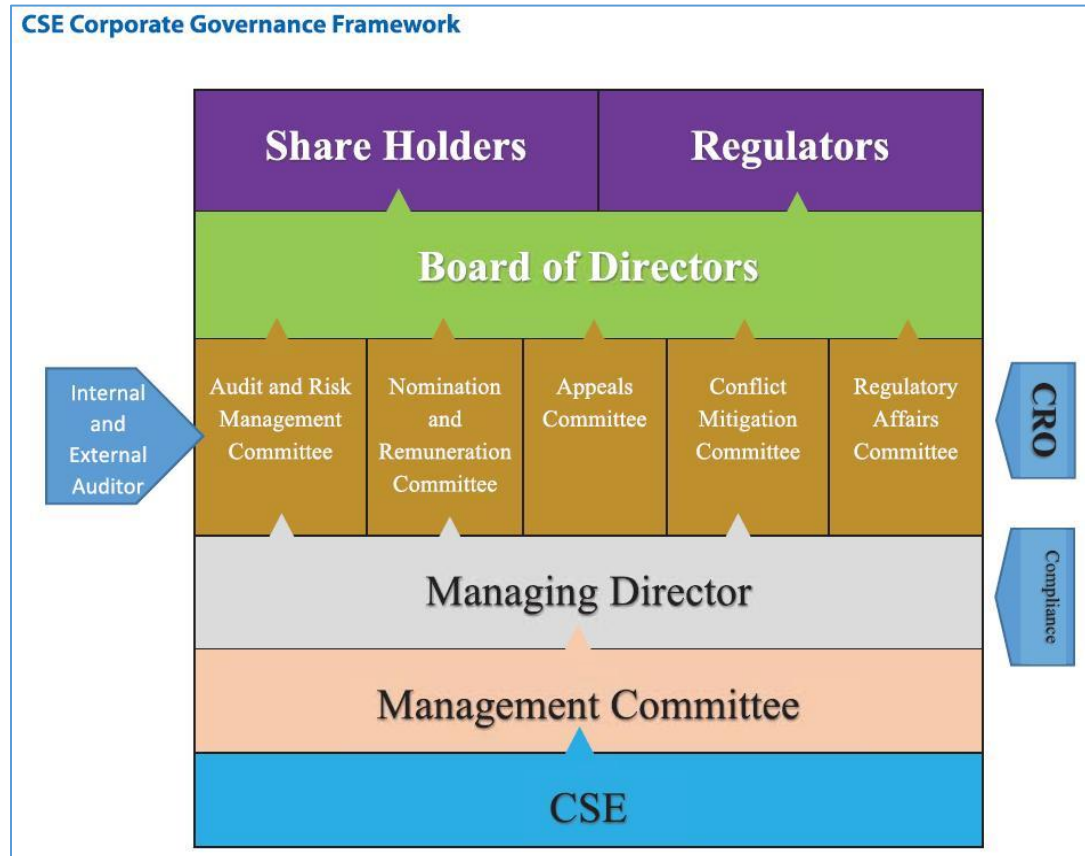 CSE Corporate Governance Framework
Share Holders
Regulators
Board of Directors
Internal
and
External
Auditor
Audit and Risk
Management
Committee
Nomination
and
Remuneration
Committee
Appeals
Committee
Conflict
Mitigation
Committee
Regulatory
Affairs
Committee
CRO
Managing Director
Compliance
Management Committee
CSE